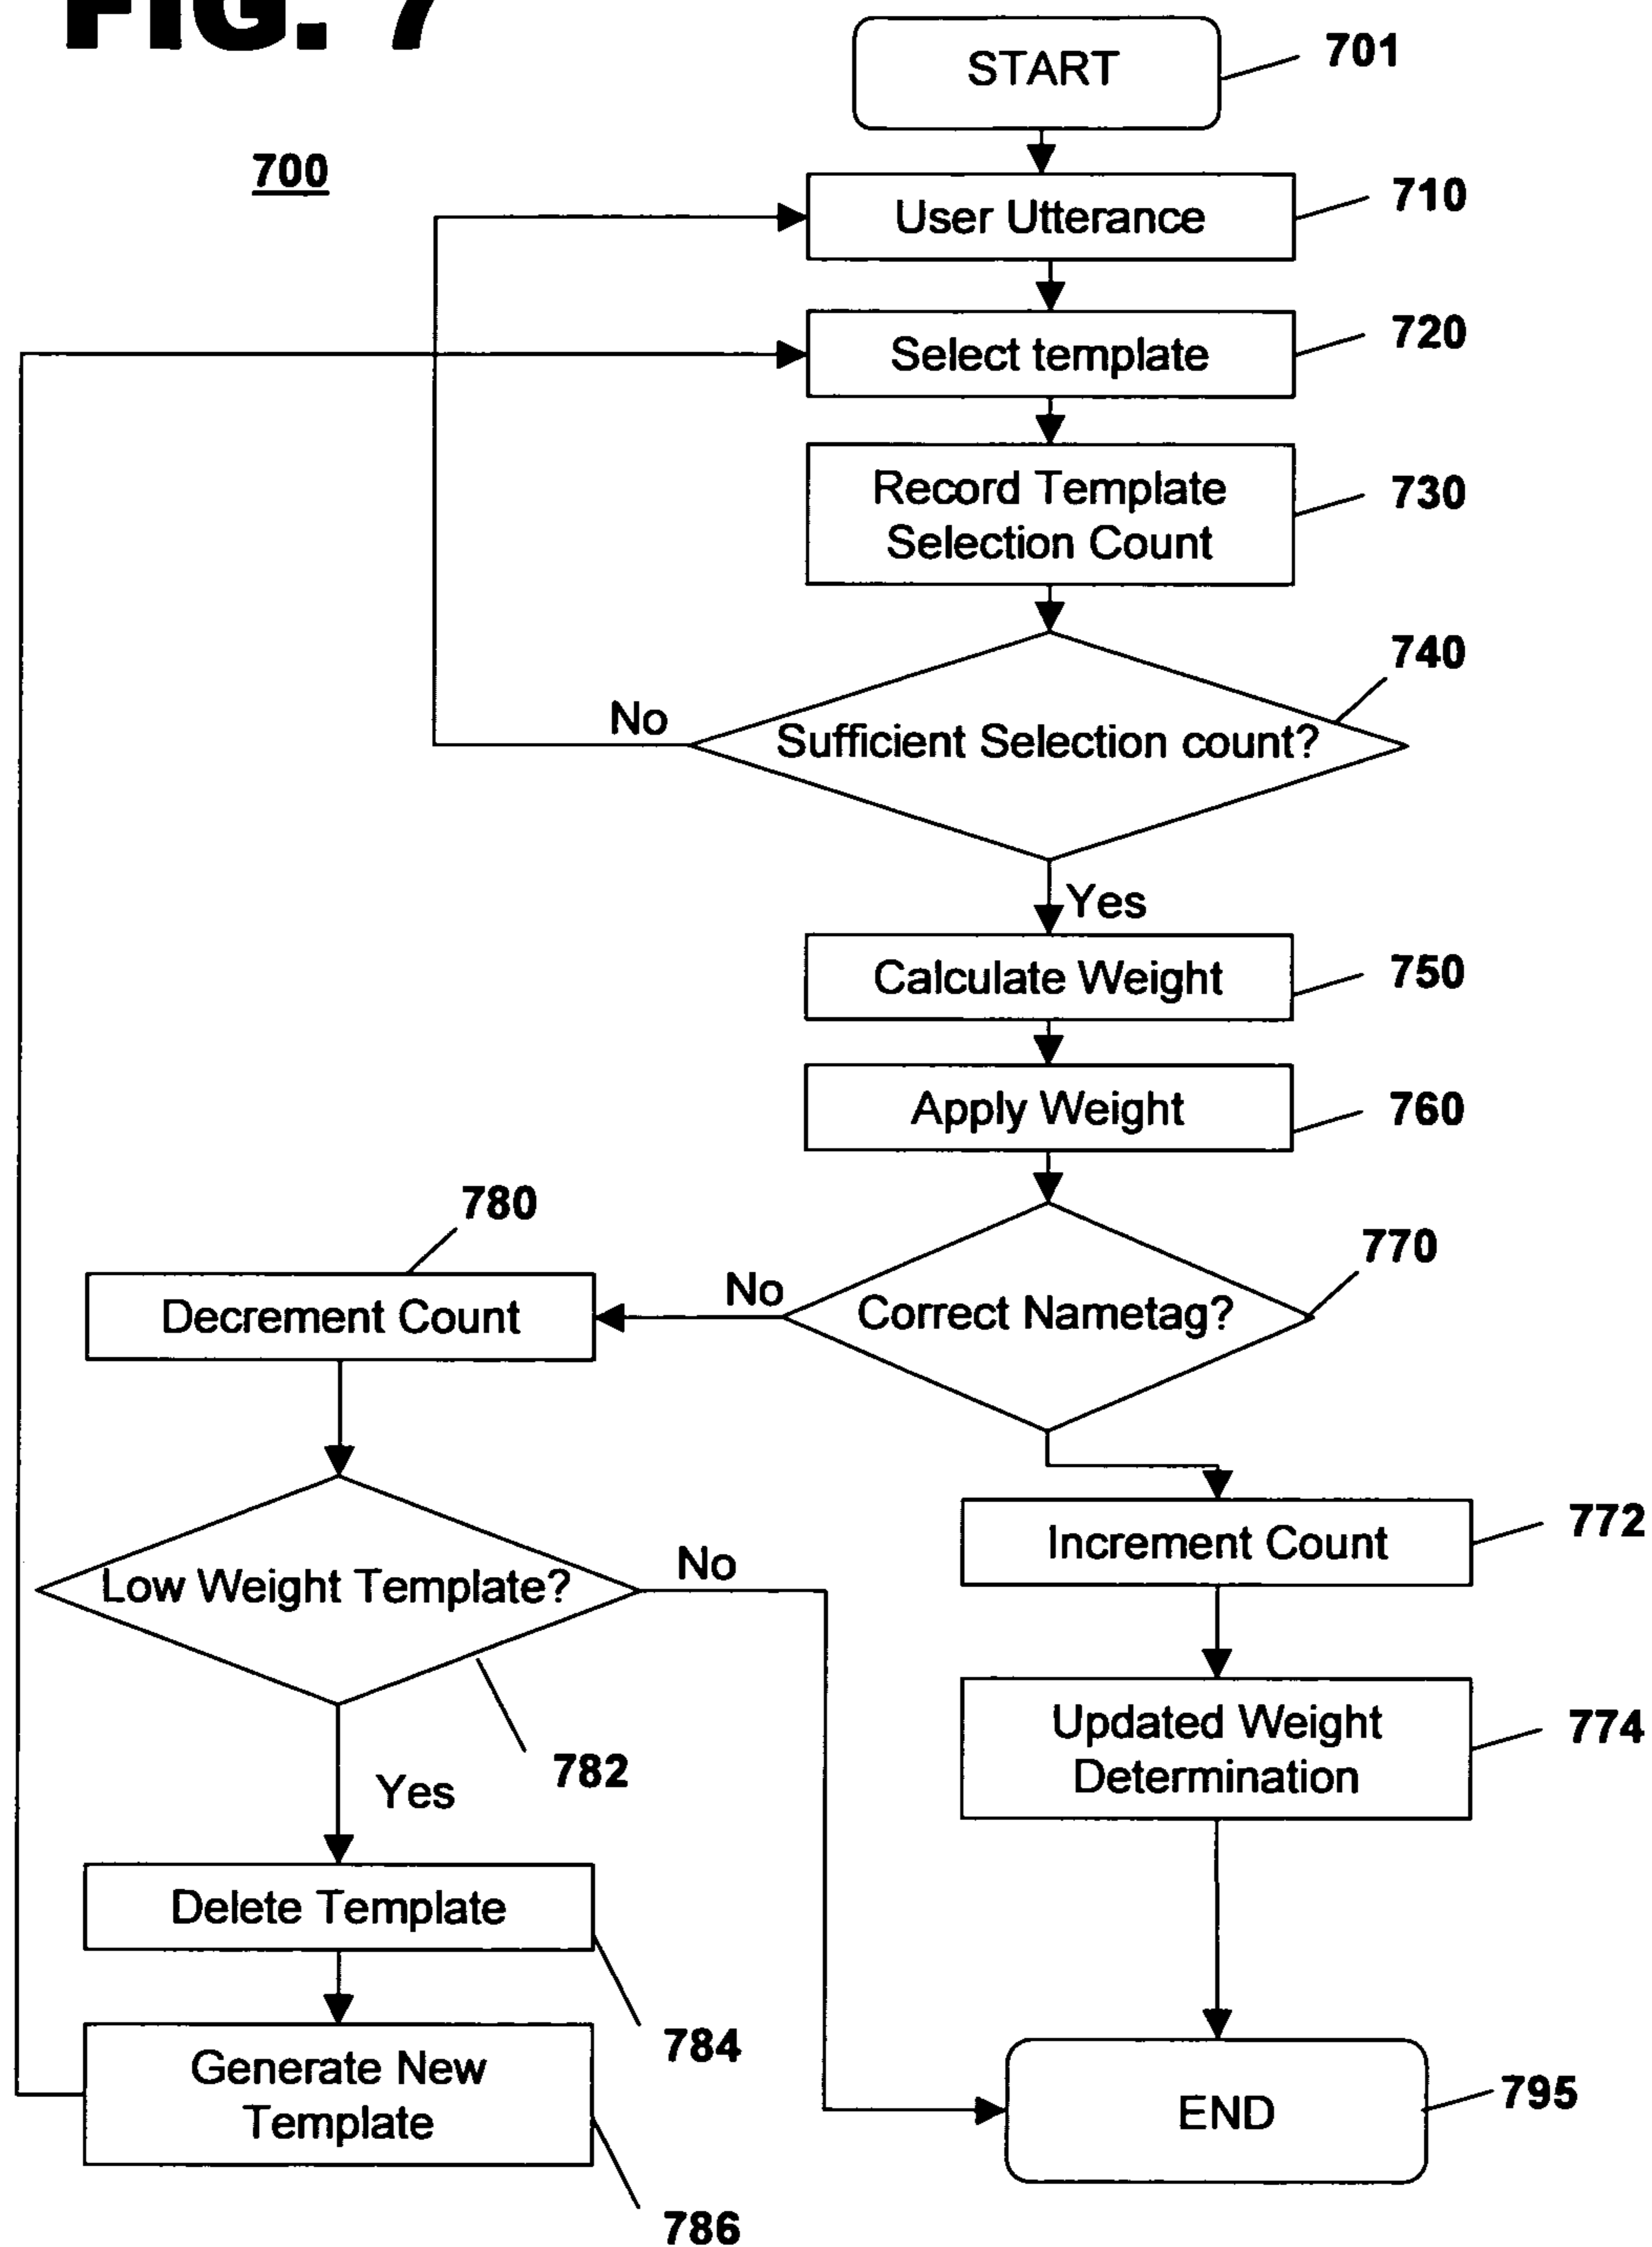 FIG. 7
START
701
700
User Utterance
710
Select template
720
Record Template
Selection Count
730
740
No
Sufficient Selection count?
Yes
Calculate Weight
750
Apply Weight
760
780
770
Decrement Count
No
Correct Nametag?
Increment Count
772
Low Weight Template?
No
Updated Weight
Determination
774
782
Yes
Delete Template
784
Generate New
Template
END
795
786